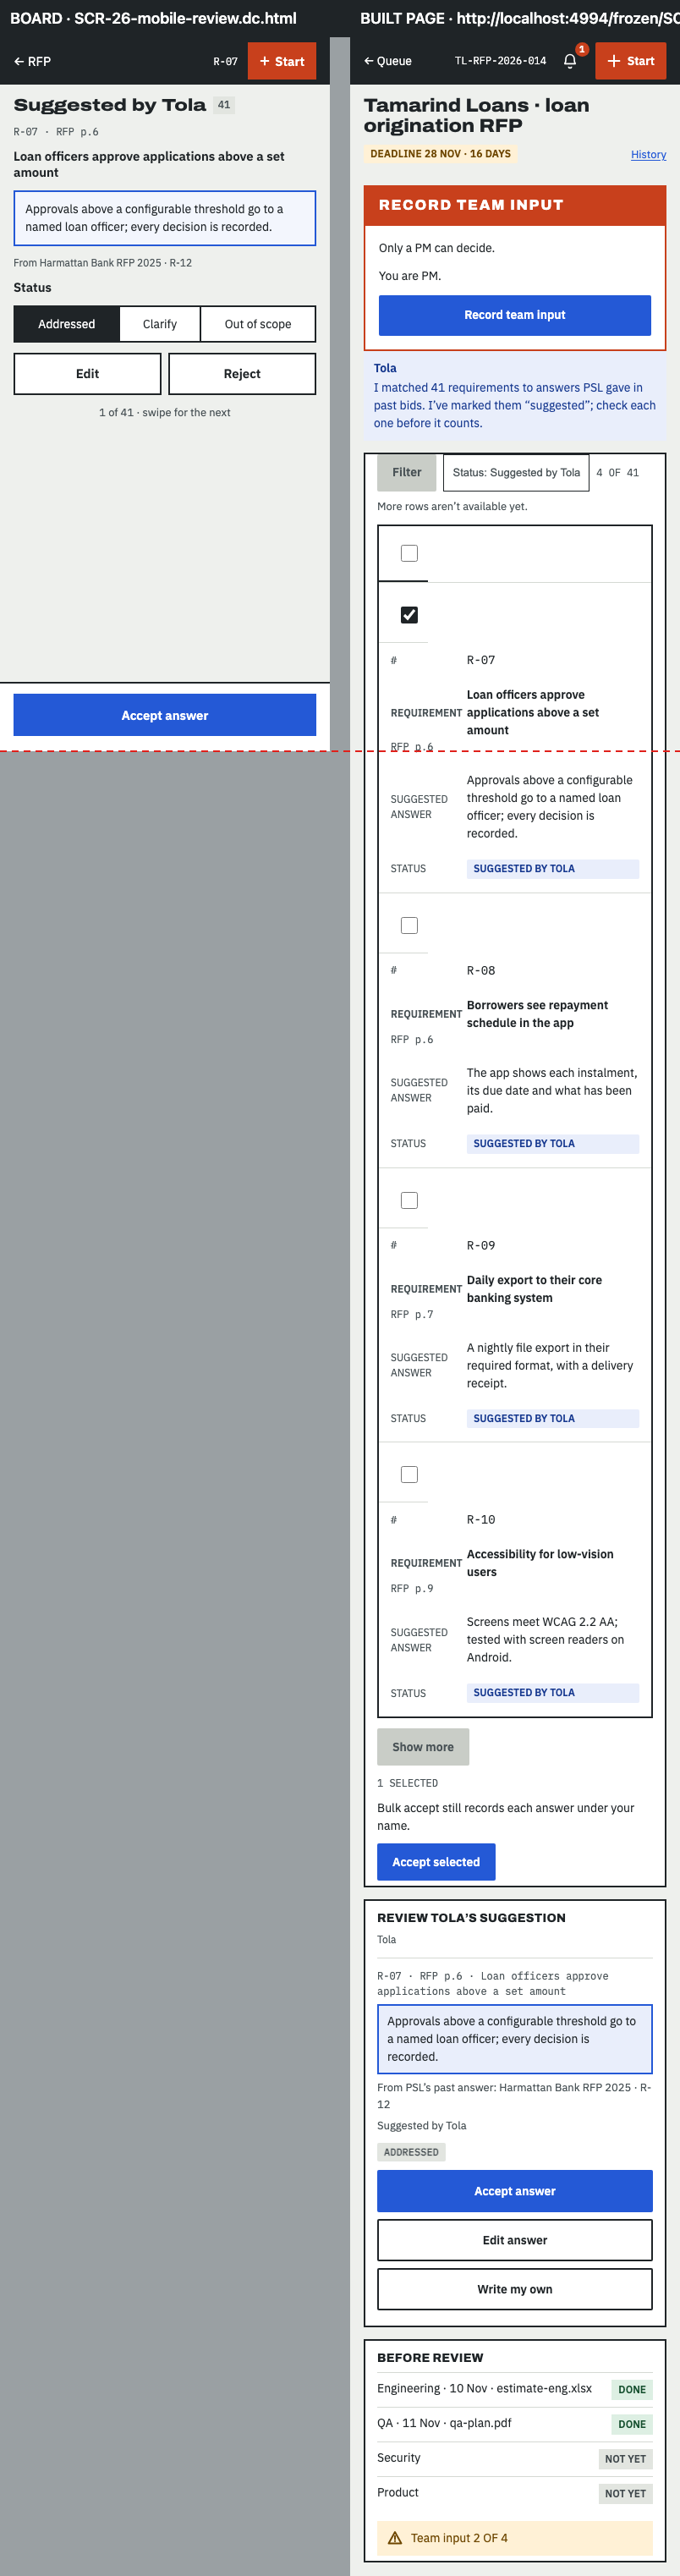 BOARD · SCR-26-mobile-review.dc.html
← RFP
R-07
+ Start
Suggested by Tola 41
R-07 · RFP p.6
Loan officers approve applications above a set
amount
Approvals above a configurable threshold go to a
named loan officer; every decision is recorded.
From Harmattan Bank RFP 2025 · R-12
Status
Addressed
Clarify
Out of scope
Edit
Reject
1 of 41 · swipe for the next
Accept answer
BUILT PAGE · http://localhost:4994/frozen/SC
← Queue
TL-RFP-2026-014
1
+ Start
Tamarind Loans · loan
origination RFP
DEADLINE 28 NOV · 16 DAYS
History
RECORD TEAM INPUT
Only a PM can decide.
You are PM.
Record team input
Tola
I matched 41 requirements to answers PSL gave in
past bids. I’ve marked them “suggested”; check each
one before it counts.
Filter
Status: Suggested by Tola
4 OF 41
More rows aren’t available yet.
#
R-07
REQUIREMENT
Loan officers approve
applications above a set
amount
RFP p.6
SUGGESTED
ANSWER
Approvals above a configurable
threshold go to a named loan
officer; every decision is
recorded.
STATUS
SUGGESTED BY TOLA
#
R-08
REQUIREMENT
Borrowers see repayment
schedule in the app
RFP p.6
SUGGESTED
ANSWER
The app shows each instalment,
its due date and what has been
paid.
STATUS
SUGGESTED BY TOLA
#
R-09
REQUIREMENT
Daily export to their core
banking system
RFP p.7
SUGGESTED
ANSWER
A nightly file export in their
required format, with a delivery
receipt.
STATUS
SUGGESTED BY TOLA
#
R-10
REQUIREMENT
Accessibility for low-vision
users
RFP p.9
SUGGESTED
ANSWER
Screens meet WCAG 2.2 AA;
tested with screen readers on
Android.
STATUS
SUGGESTED BY TOLA
Show more
1 SELECTED
Bulk accept still records each answer under your
name.
Accept selected
REVIEW TOLA’S SUGGESTION
Tola
R-07 · RFP p.6 · Loan officers approve
applications above a set amount
Approvals above a configurable threshold go to
a named loan officer; every decision is
recorded.
From PSL’s past answer: Harmattan Bank RFP 2025 · R-
12
Suggested by Tola
ADDRESSED
Accept answer
Edit answer
Write my own
BEFORE REVIEW
Engineering · 10 Nov · estimate-eng.xlsx
DONE
QA · 11 Nov · qa-plan.pdf
DONE
Security
NOT YET
Product
NOT YET
Team input 2 OF 4